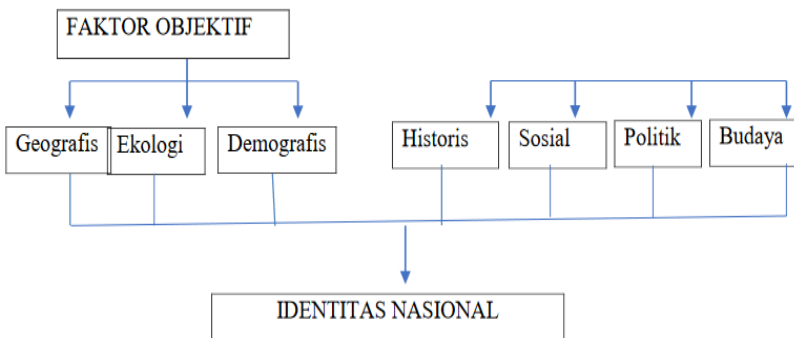 FAKTOR OBJEKTIF
Geografis
Ekologi
Demografis
Historis
Sosial
Politik
Budaya
IDENTITAS NASIONAL